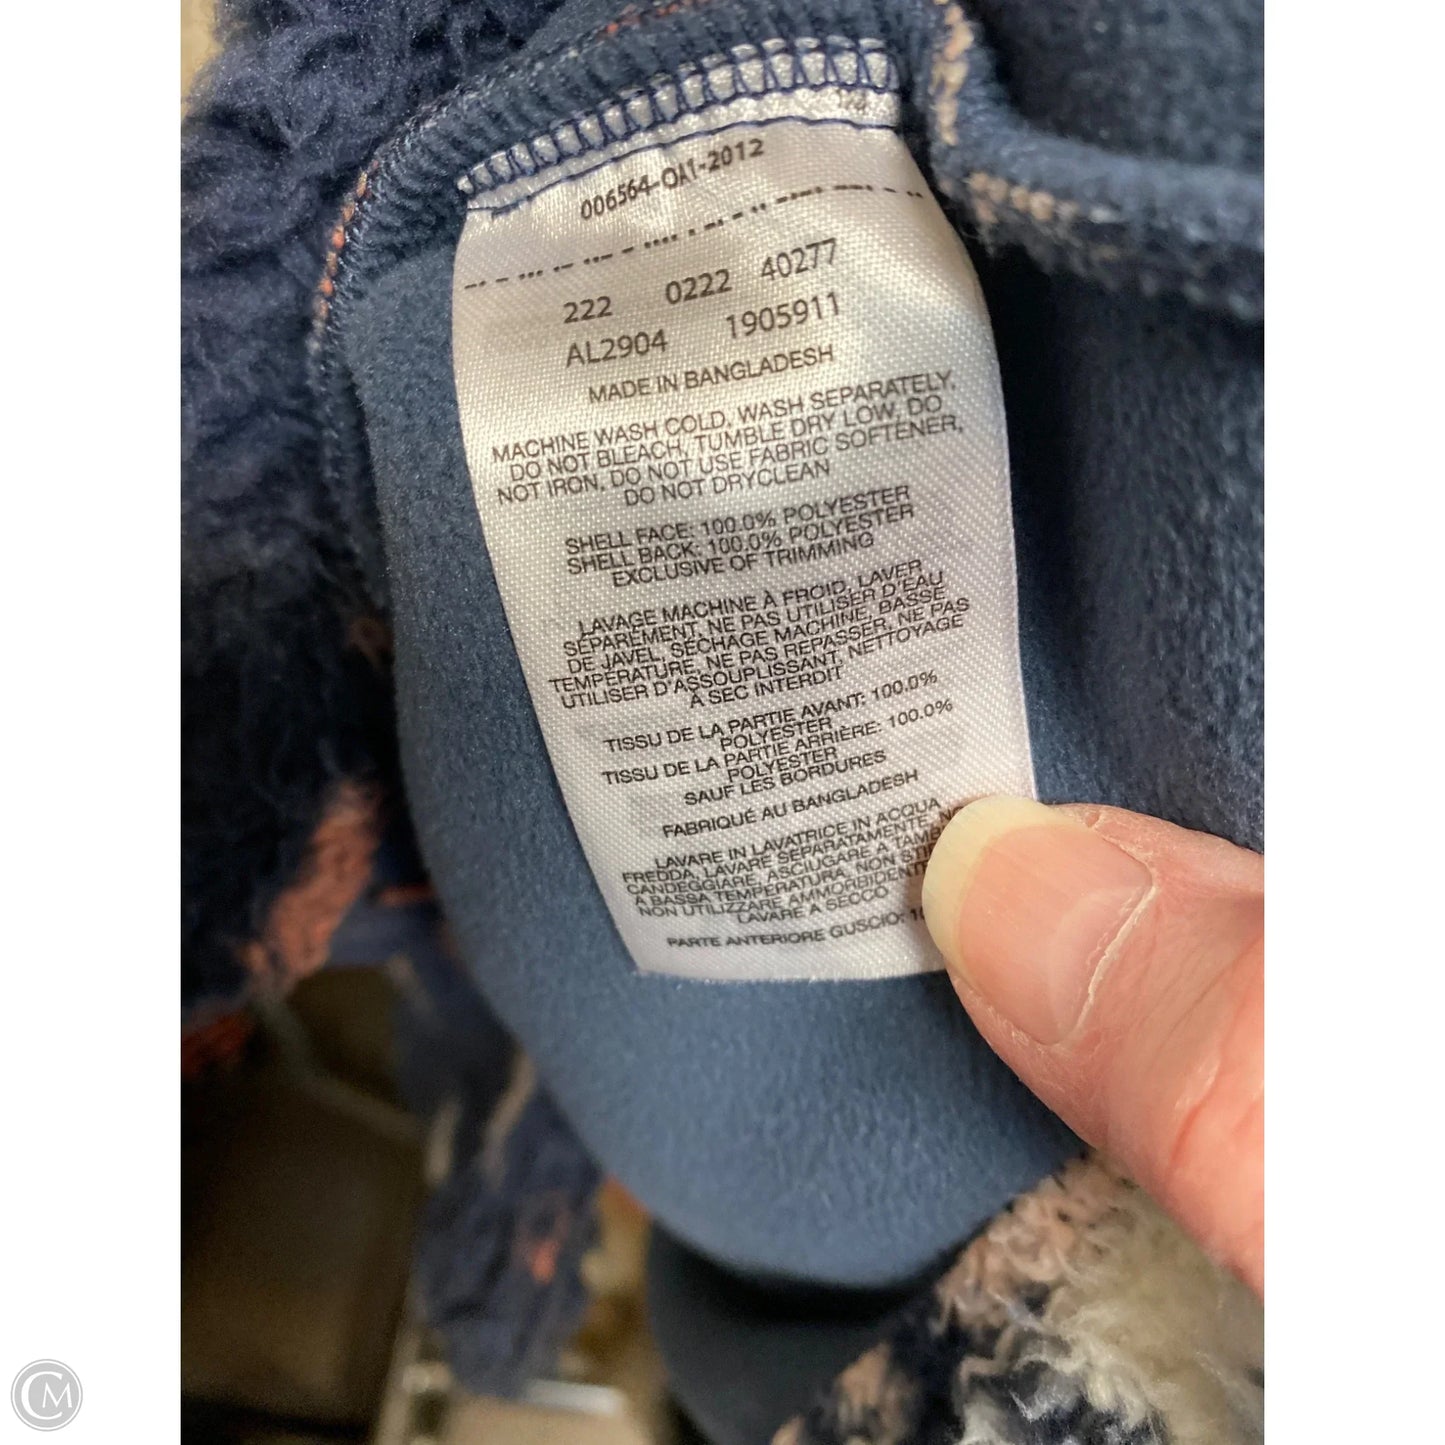 006564-OA1-2012
222 0222 40277
AL2904 1905911
MADE IN BANGLADESH
MACHINE WASH COLD, WASH SEPARATELY,
DO NOT BLEACH, TUMBLE DRY LOW, DO
NOT IRON, DO NOT USE FABRIC SOFTENER,
DO NOT DRYCLEAN
SHELL FACE: 100.0% POLYESTER
SHELL BACK: 100.0% POLYESTER
EXCLUSIVE OF TRIMMING
LAVAGE MACHINE À FROID, LAVER
SÉPARÉMENT, NE PAS UTILISER D'EAU
DE JAVEL, SÉCHAGE MACHINE, BASSE
TEMPÉRATURE, NE PAS REPASSER, NE PAS
UTILISER D'ASSOUPLISSANT, NETTOYAGE
À SEC INTERDIT
TISSU DE LA PARTIE AVANT: 100.0%
POLYESTER
TISSU DE LA PARTIE ARRIÈRE: 100.0%
POLYESTER
SAUF LES BORDURES
FABRIQUÉ AU BANGLADESH
LAVARE IN LAVATRICE IN ACQUA
FREDDA, LAVARE SEPARATAMENTE,
CANDEGGIARE, ASCIUGARE A
A BASSA TEMPERATURA, NON
NON UTILIZZARE
LAVARE A SECCO
PARTE ANTERIORE GUSCIO:
CM